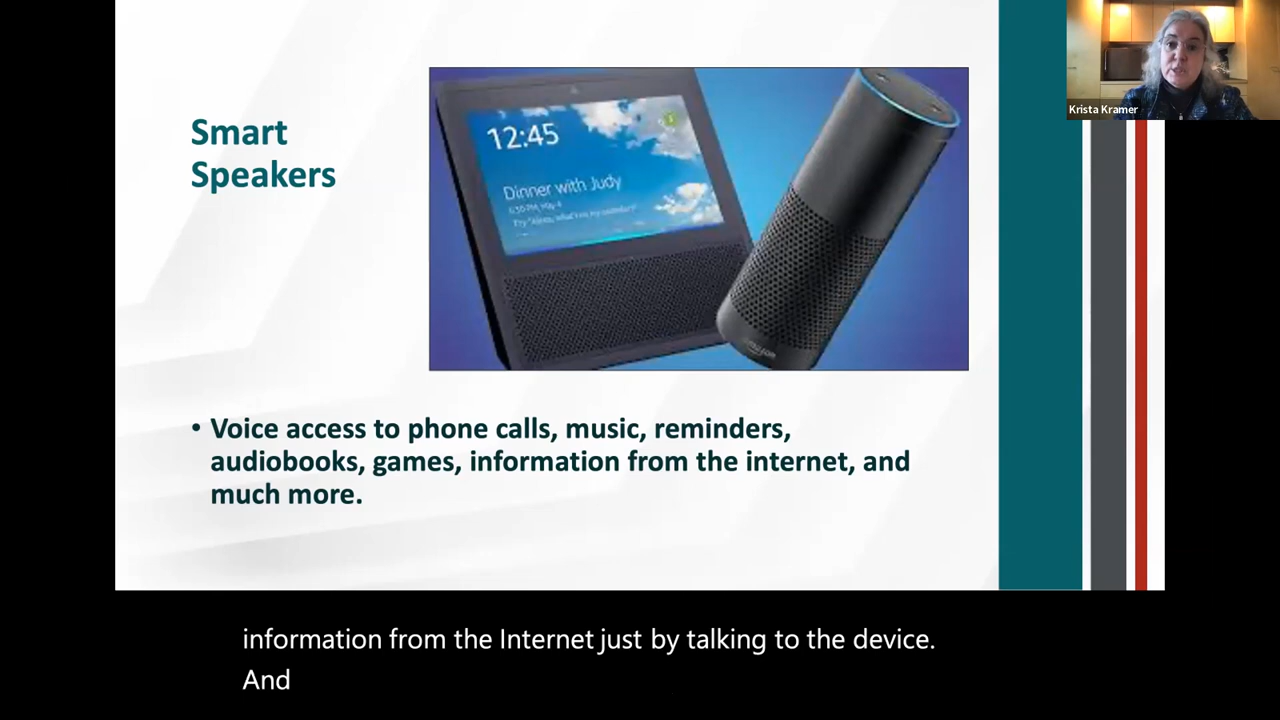 Smart
Speakers
12:45
Dinner with Judy
Krista Kramer
• Voice access to phone calls, music, reminders,
audiobooks, games, information from the internet, and
much more.
information from the Internet just by talking to the device.
And